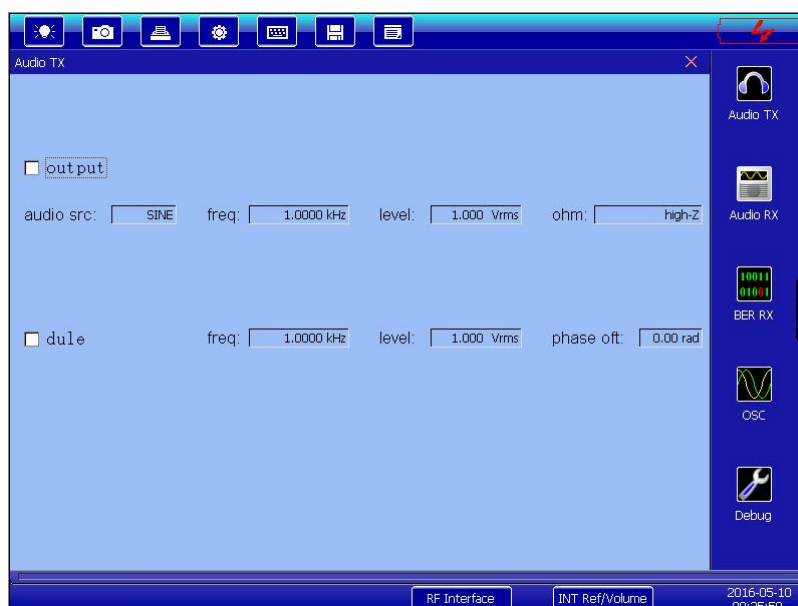 Audio TX
output
audio src: SINE freq: 1.0000 kHz level: 1.000 Vrms ohm: high-Z
dule freq: 1.0000 kHz level: 1.000 Vrms phase oft: 0.00 rad
Audio TX
Audio RX
10011
01001
BER RX
OSC
Debug
RF Interface INT Ref/Volume 2016-05-10